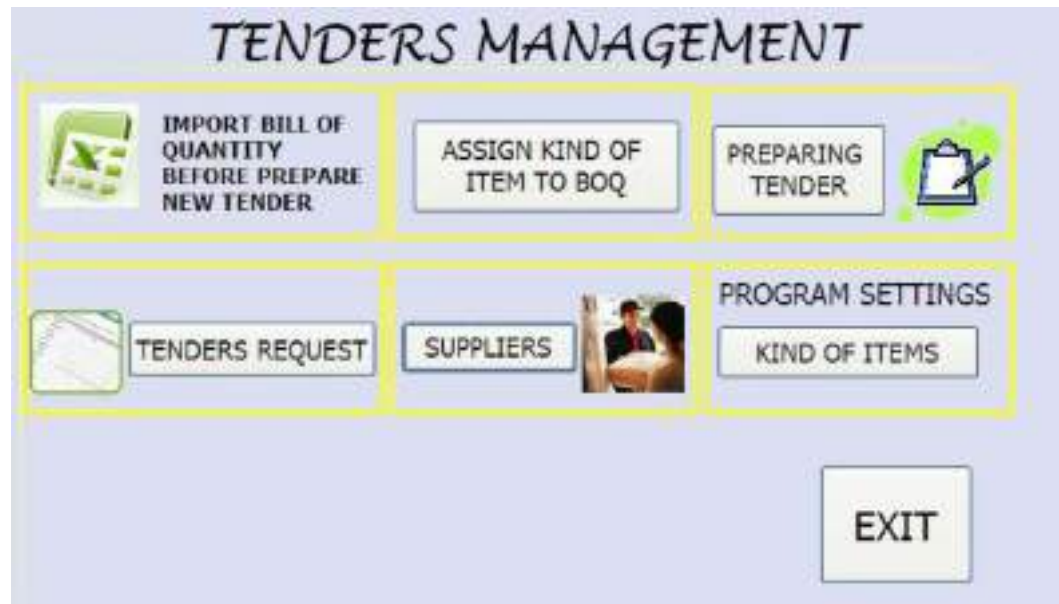 TENDERS MANAGEMENT
IMPORT BILL OF
QUANTITY
BEFORE PREPARE
NEW TENDER
ASSIGN KIND OF
ITEM TO BOQ
PREPARING
TENDER
TENDERS REQUEST
SUPPLIERS
PROGRAM SETTINGS
KIND OF ITEMS
EXIT